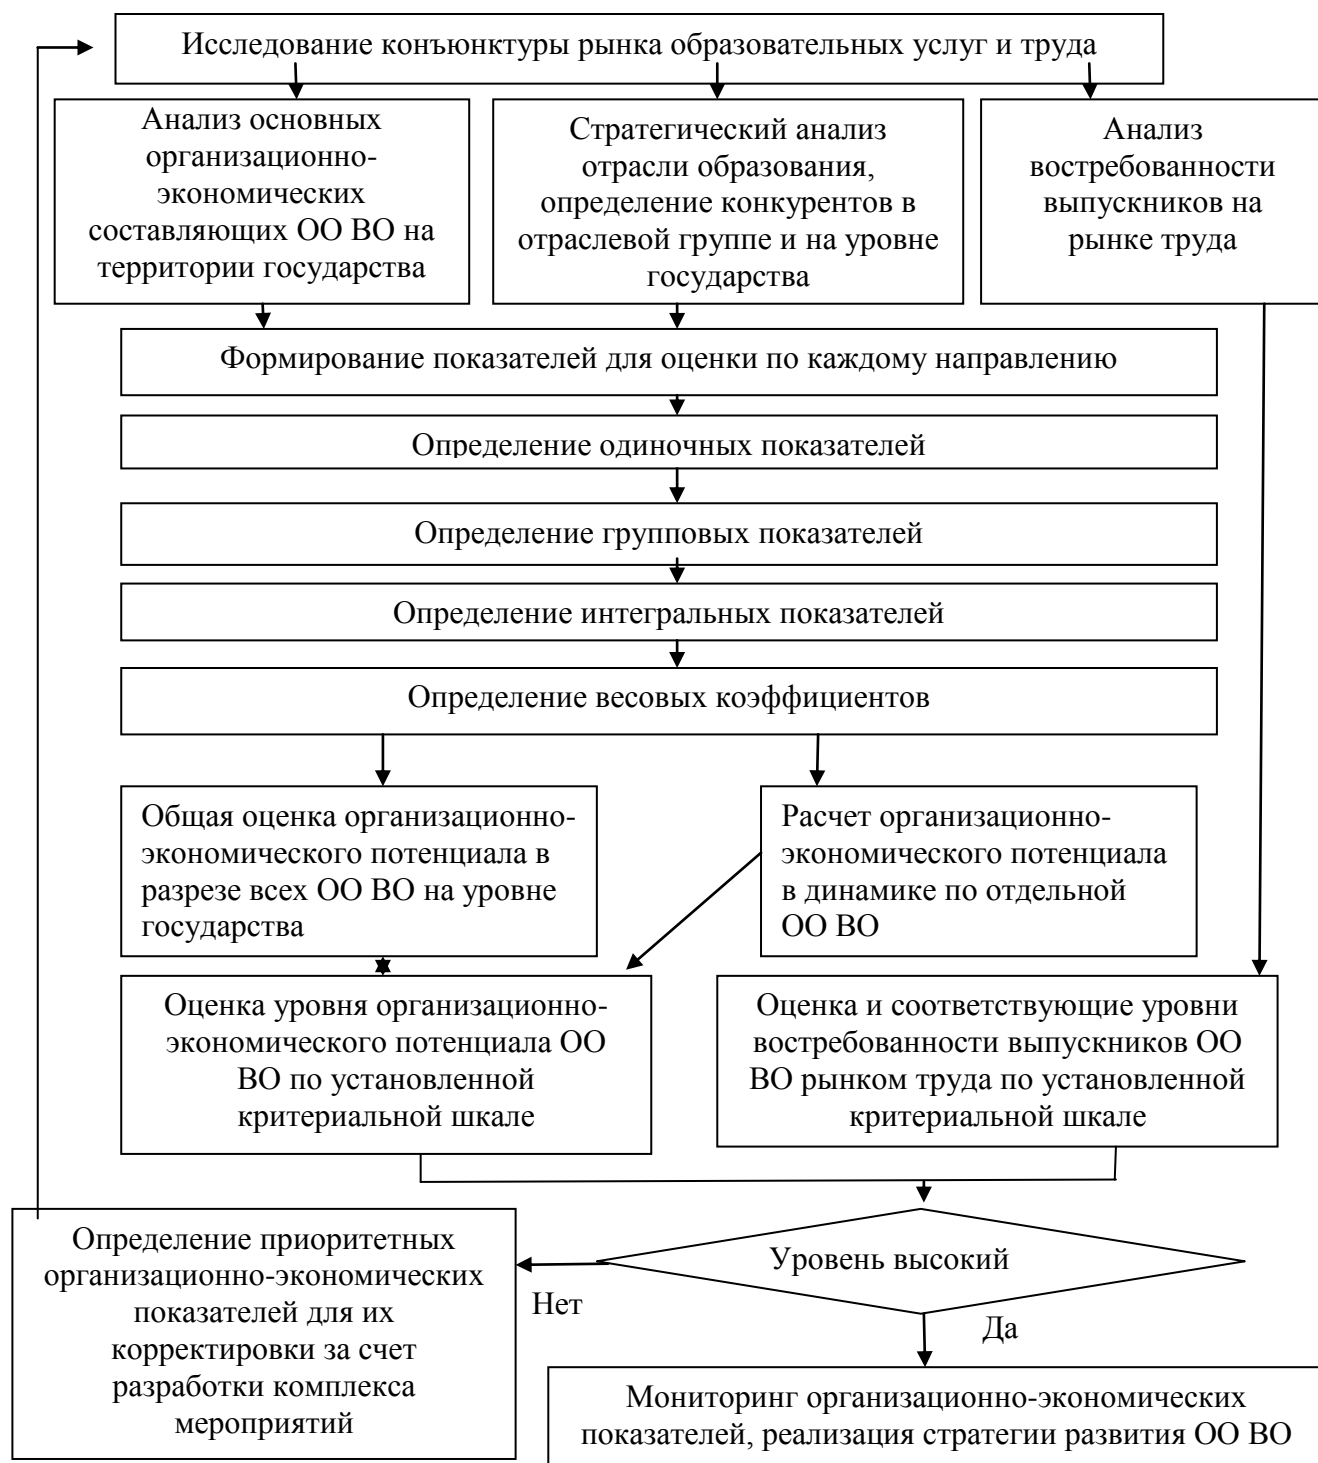 Исследование конъюнктуры рынка образовательных услуг и труда
Анализ основных
организационно-
экономических
составляющих ОО ВО на
территории государства
Стратегический анализ
отрасли образования,
определение конкурентов в
отраслевой группе и на уровне
государства
Анализ
востребованности
выпускников на
рынке труда
Формирование показателей для оценки по каждому направлению
Определение одиночных показателей
Определение групповых показателей
Определение интегральных показателей
Определение весовых коэффициентов
Общая оценка организационно-
экономического потенциала в
разрезе всех ОО ВО на уровне
государства
Расчет организационно-
экономического потенциала
в динамике по отдельной
ОО ВО
Оценка уровня организационно-
экономического потенциала ОО
ВО по установленной
критериальной шкале
Оценка и соответствующие уровни
востребованности выпускников ОО
ВО рынком труда по установленной
критериальной шкале
Уровень высокий
Нет
Да
Определение приоритетных
организационно-экономических
показателей для их
корректировки за счет
разработки комплекса
мероприятий
Мониторинг организационно-экономических
показателей, реализация стратегии развития ОО ВО